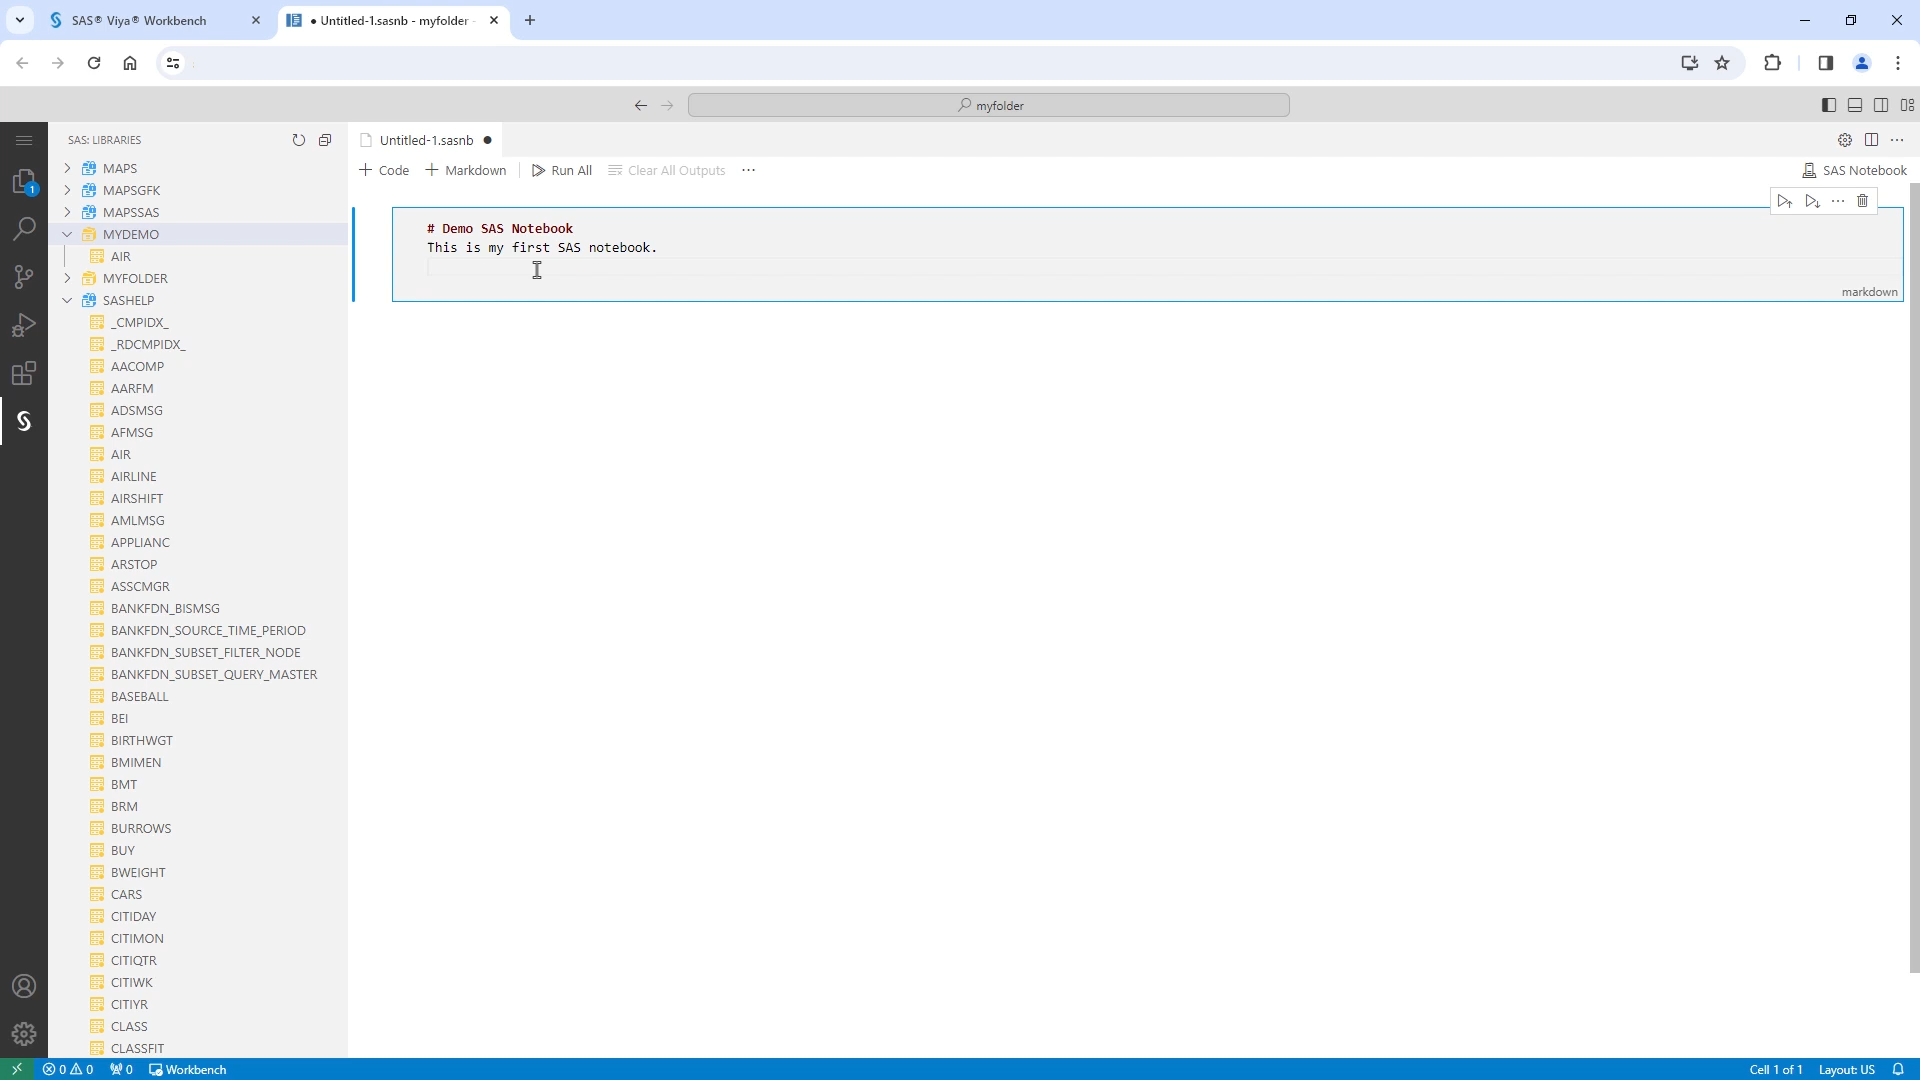 SAS® Viya® Workbench
• Untitled-1.sasnb - myfolder -
myfolder
SAS: LIBRARIES
Untitled-1.sasnb ●
Code
Markdown
Run All
Clear All Outputs
SAS Notebook
MAPS
MAPSGFK
MAPSSAS
MYDEMO
AIR
MYFOLDER
SASHELP
_CMPIDX_
_RDCMPIDX_
AACOMP
AARFM
ADSMSG
AFMSG
AIR
AIRLINE
AIRSHIFT
AMLMSG
APPLIANC
ARSTOP
ASSCMGR
BANKFDN_BISMSG
BANKFDN_SOURCE_TIME_PERIOD
BANKFDN_SUBSET_FILTER_NODE
BANKFDN_SUBSET_QUERY_MASTER
BASEBALL
BEI
BIRTHWGT
BMIMEN
BMT
BRM
BURROWS
BUY
BWEIGHT
CARS
CITIDAY
CITIMON
CITIQTR
CITIWK
CITIYR
CLASS
CLASSFIT
1
# Demo SAS Notebook
This is my first SAS notebook.
markdown
0 0 0 Workbench
Cell 1 of 1 Layout: US